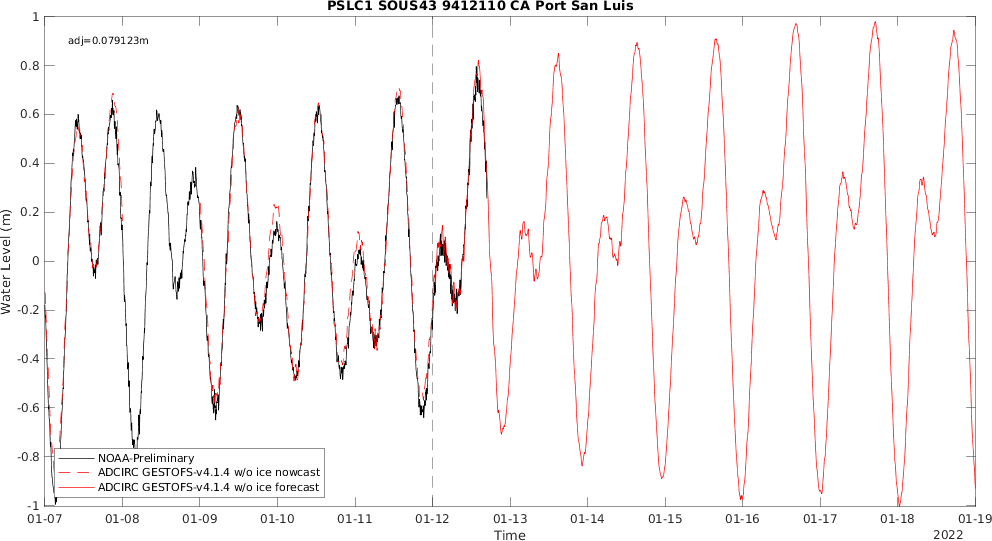 PSLC1 SOUS43 9412110 CA Port San Luis
adj=0.079123m
Water Level (m)
1
0.8
0.6
0.4
0.2
0
-0.2
-0.4
-0.6
-0.8
-1
NOAA-Preliminary
ADCIRC GESTOFS-v4.1.4 w/o ice nowcast
ADCIRC GESTOFS-v4.1.4 w/o ice forecast
01-07 01-08 01-09 01-10 01-11 01-12 01-13 01-14 01-15 01-16 01-17 01-18 01-19
Time
2022